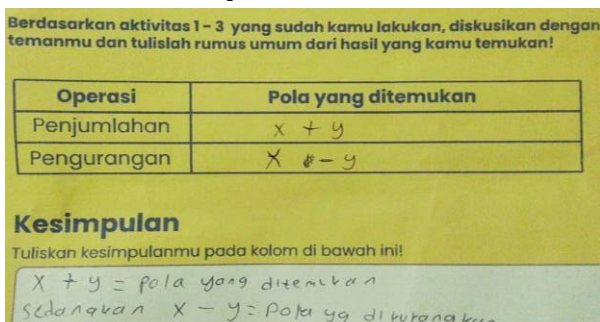 Berdasarkan aktivitas 1 - 3 yang sudah kamu lakukan, diskusikan dengan
temanmu dan tulislah rumus umum dari hasil yang kamu temukan!
Operasi Pola yang ditemukan
Penjumlahan x + y
Pengurangan x - y
Kesimpulan
Tuliskan kesimpulanmu pada kolom di bawah ini!
x + y = pola yang ditemukan
sedangkan x - y = pola yg dikurangkan